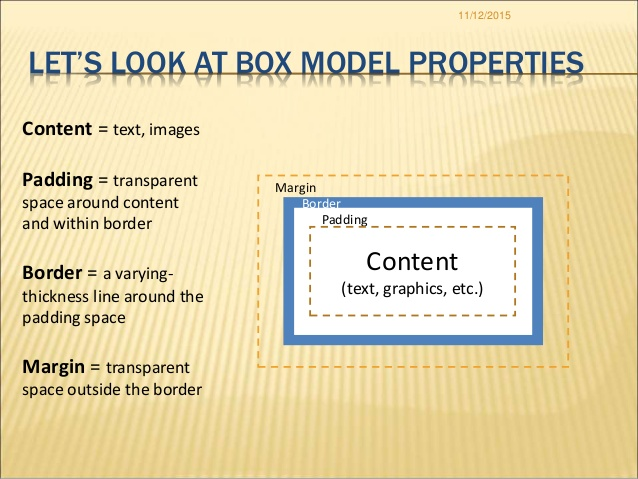 11/12/2015
LET’S LOOK AT BOX MODEL PROPERTIES
Content = text, images
Padding = transparent
space around content
and within border
Border = a varying-
thickness line around the
padding space
Margin = transparent
space outside the border
Margin
Border
Padding
Content
(text, graphics, etc.)